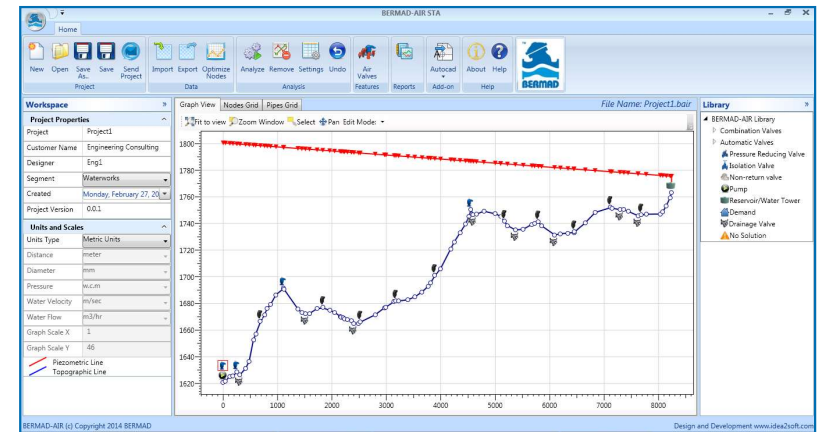 BERMAD-AIR STA
Home
New Open Save As.. Save Send Project Import Export Optimize Nodes Analyze Remove Settings Undo Air Valves Autocad About Help
Project Data Analysis Features Reports Add-on Help BERMAD
Workspace »
Project Properties
Project Project1
Customer Name Engineering Consulting
Designer Eng1
Segment Waterworks
Created Monday, February 27, 20
Project Version 0.0.1
Units and Scales
Units Type Metric Units
Distance meter
Diameter mm
Pressure w.c.m
Water Velocity m/sec
Water Flow m3/hr
Graph Scale X 1
Graph Scale Y 46
Piezometric Line
Topographic Line
Graph View Nodes Grid Pipes Grid File Name: Project1.bair
Fit to view Zoom Window Select Pan Edit Mode:
1800
1780
1760
1740
1720
1700
1680
1660
1640
1620
0 1000 2000 3000 4000 5000 6000 7000 8000
Library »
BERMAD-AIR Library
Combination Valves
Automatic Valves
Pressure Reducing Valve
Isolation Valve
Non-return valve
Pump
Reservoir/Water Tower
Demand
Drainage Valve
No Solution
BERMAD-AIR (c) Copyright 2014 BERMAD Design and Development www.idea2soft.com